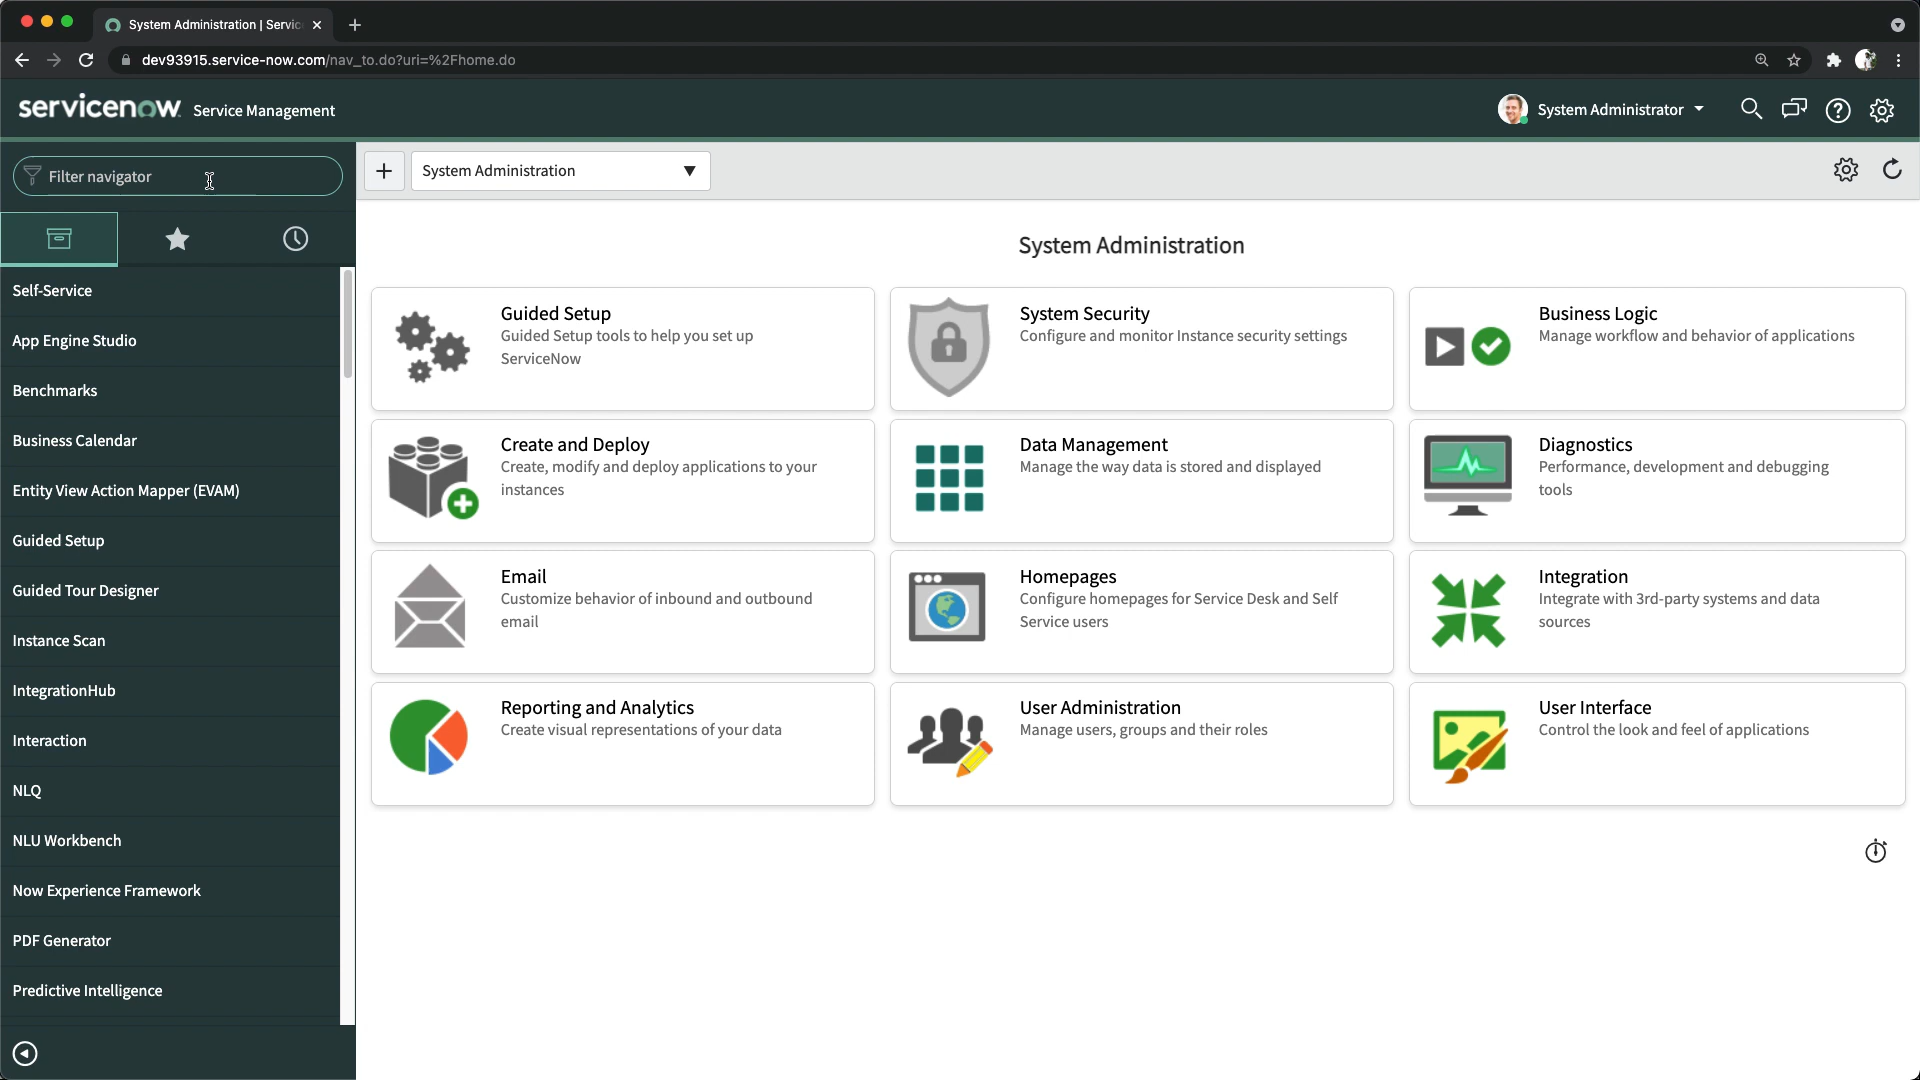 System Administration | Servic
dev93915.service-now.com/nav_to.do?uri=%2Fhome.do
servicenow Service Management
System Administrator
Filter navigator
System Administration
Self-Service
App Engine Studio
Benchmarks
Business Calendar
Entity View Action Mapper (EVAM)
Guided Setup
Guided Tour Designer
Instance Scan
IntegrationHub
Interaction
NLQ
NLU Workbench
Now Experience Framework
PDF Generator
Predictive Intelligence
System Administration
Guided Setup
Guided Setup tools to help you set up
ServiceNow
System Security
Configure and monitor Instance security settings
Business Logic
Manage workflow and behavior of applications
Create and Deploy
Create, modify and deploy applications to your
instances
Data Management
Manage the way data is stored and displayed
Diagnostics
Performance, development and debugging
tools
Email
Customize behavior of inbound and outbound
email
Homepages
Configure homepages for Service Desk and Self
Service users
Integration
Integrate with 3rd-party systems and data
sources
Reporting and Analytics
Create visual representations of your data
User Administration
Manage users, groups and their roles
User Interface
Control the look and feel of applications